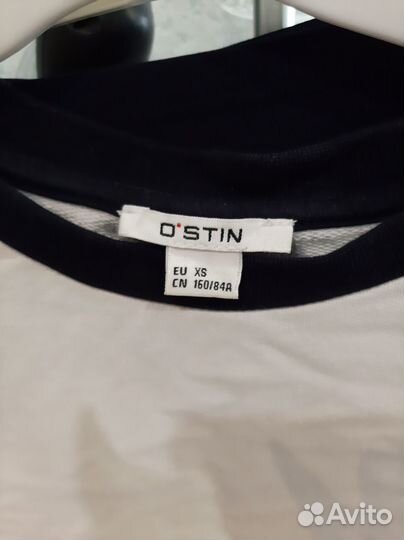 O'STIN
EU XS
CN 160/84A
Avito